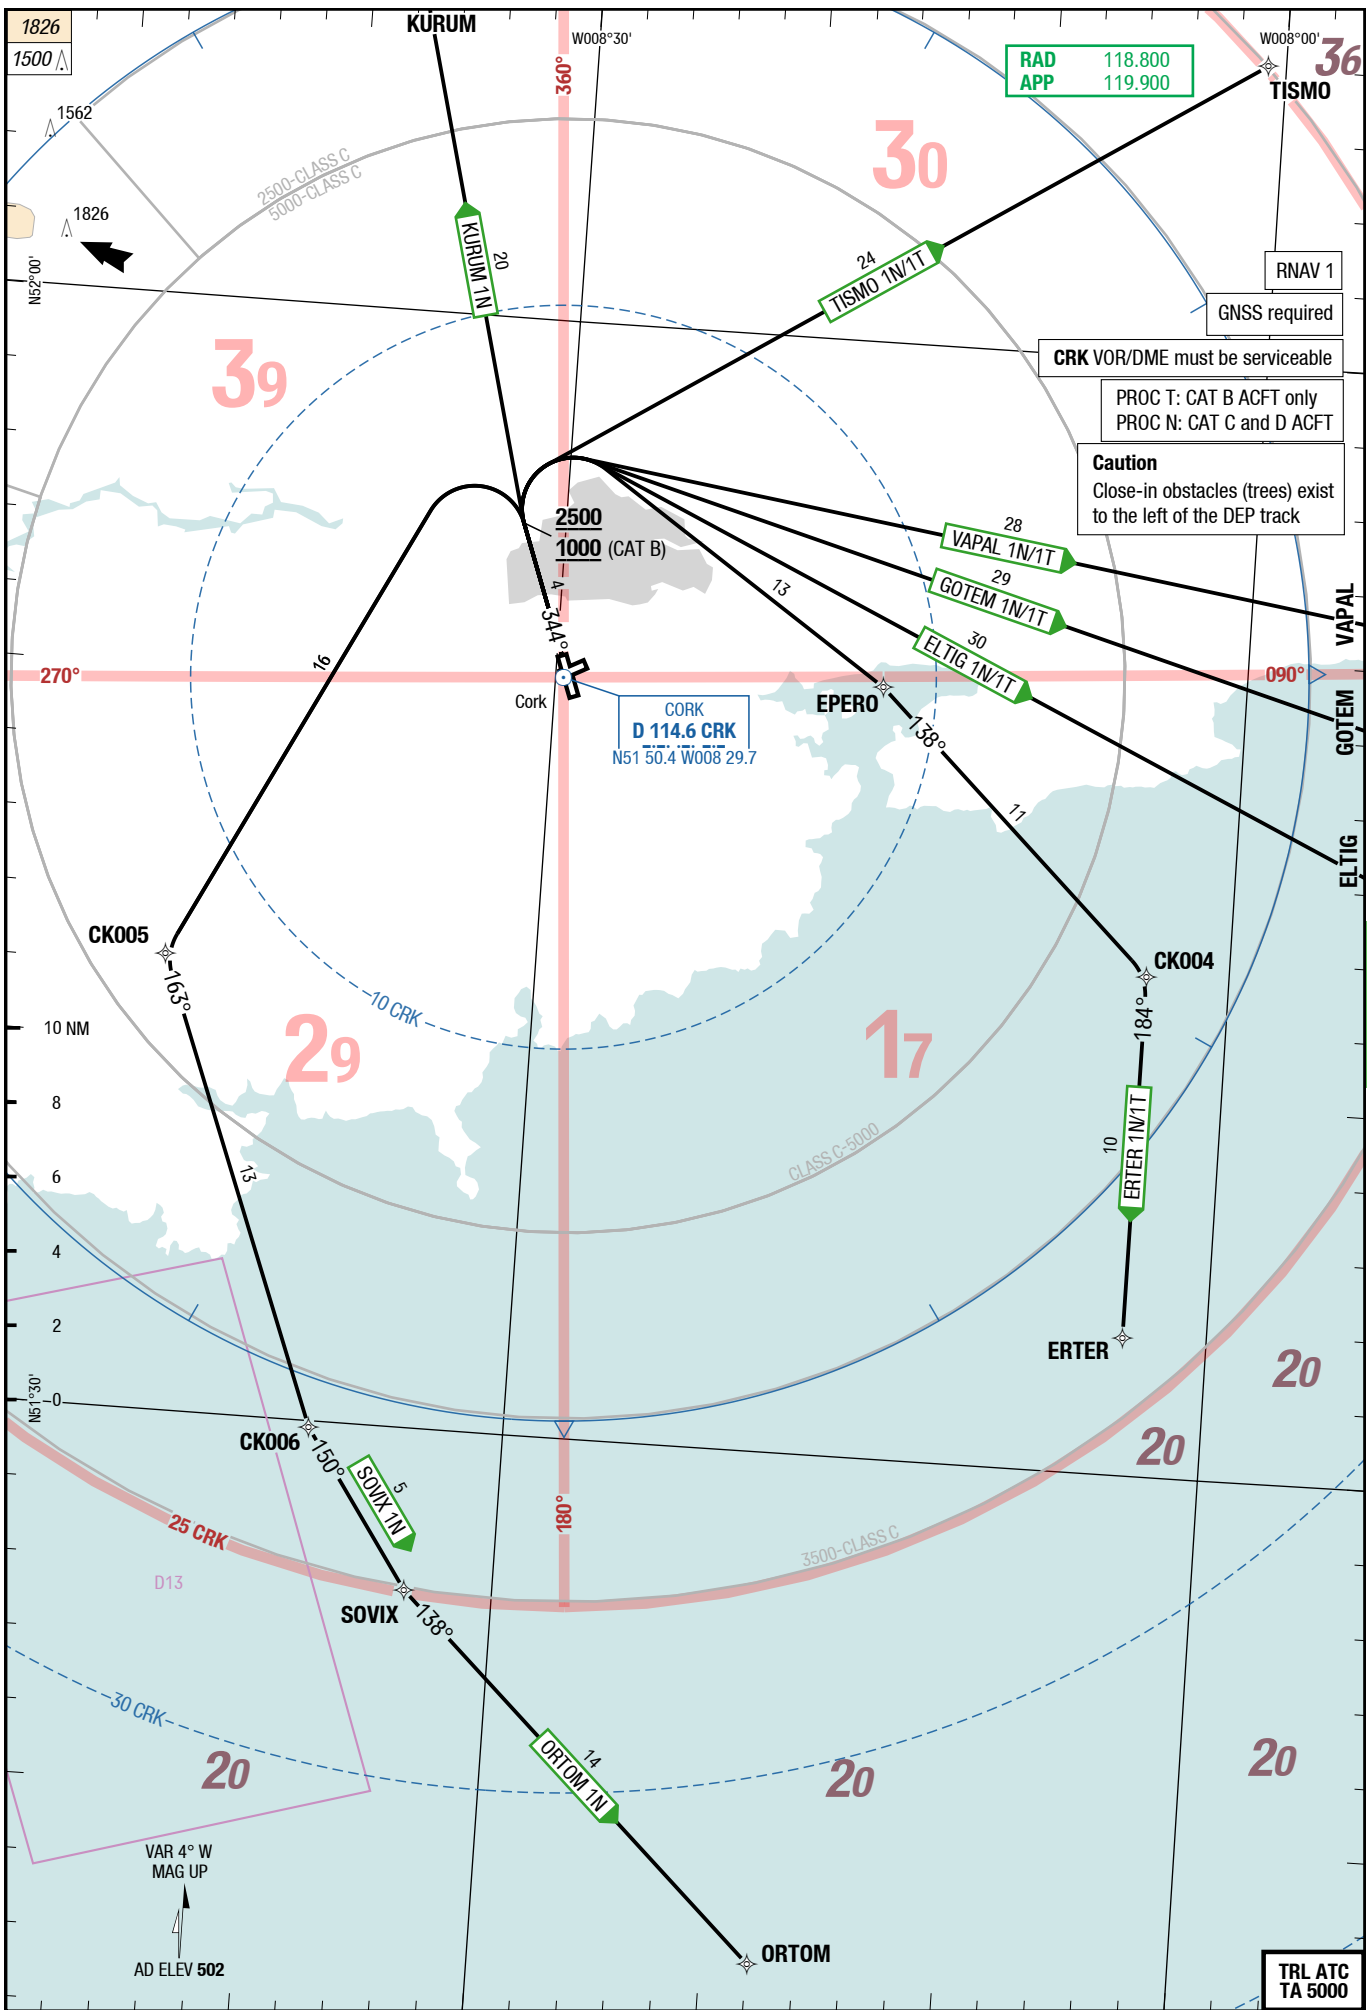 1826
1500
KURUM
W008°30'
W008°00'
36
360°
RAD 118.800
APP 119.900
TISMO
1562
2500-CLASS C
5000-CLASS C
30
1826
N52°00'
KURUM 1N
20
24
TISMO 1N/1T
RNAV 1
GNSS required
CRK VOR/DME must be serviceable
PROC T: CAT B ACFT only
PROC N: CAT C and D ACFT
39
Caution
Close-in obstacles (trees) exist
to the left of the DEP track
2500
1000 (CAT B)
4
344°
28
VAPAL 1N/1T
29
GOTEM 1N/1T
30
ELTIG 1N/1T
13
VAPAL
GOTEM
ELTIG
16
270°
090°
Cork
CORK
D 114.6 CRK
N51 50.4 W008 29.7
EPERO
138°
11
CK005
163°
CK004
184°
10 CRK
10 NM
8
6
4
2
0
29
17
CLASS C-5000
10
ERTER 1N/1T
13
ERTER
20
N51°30'
CK006
150°
5
SOVIX 1N
20
180°
25 CRK
3500-CLASS C
D13
SOVIX
138°
30 CRK
14
ORTOM 1N
20
20
20
VAR 4° W
MAG UP
AD ELEV 502
ORTOM
TRL ATC
TA 5000